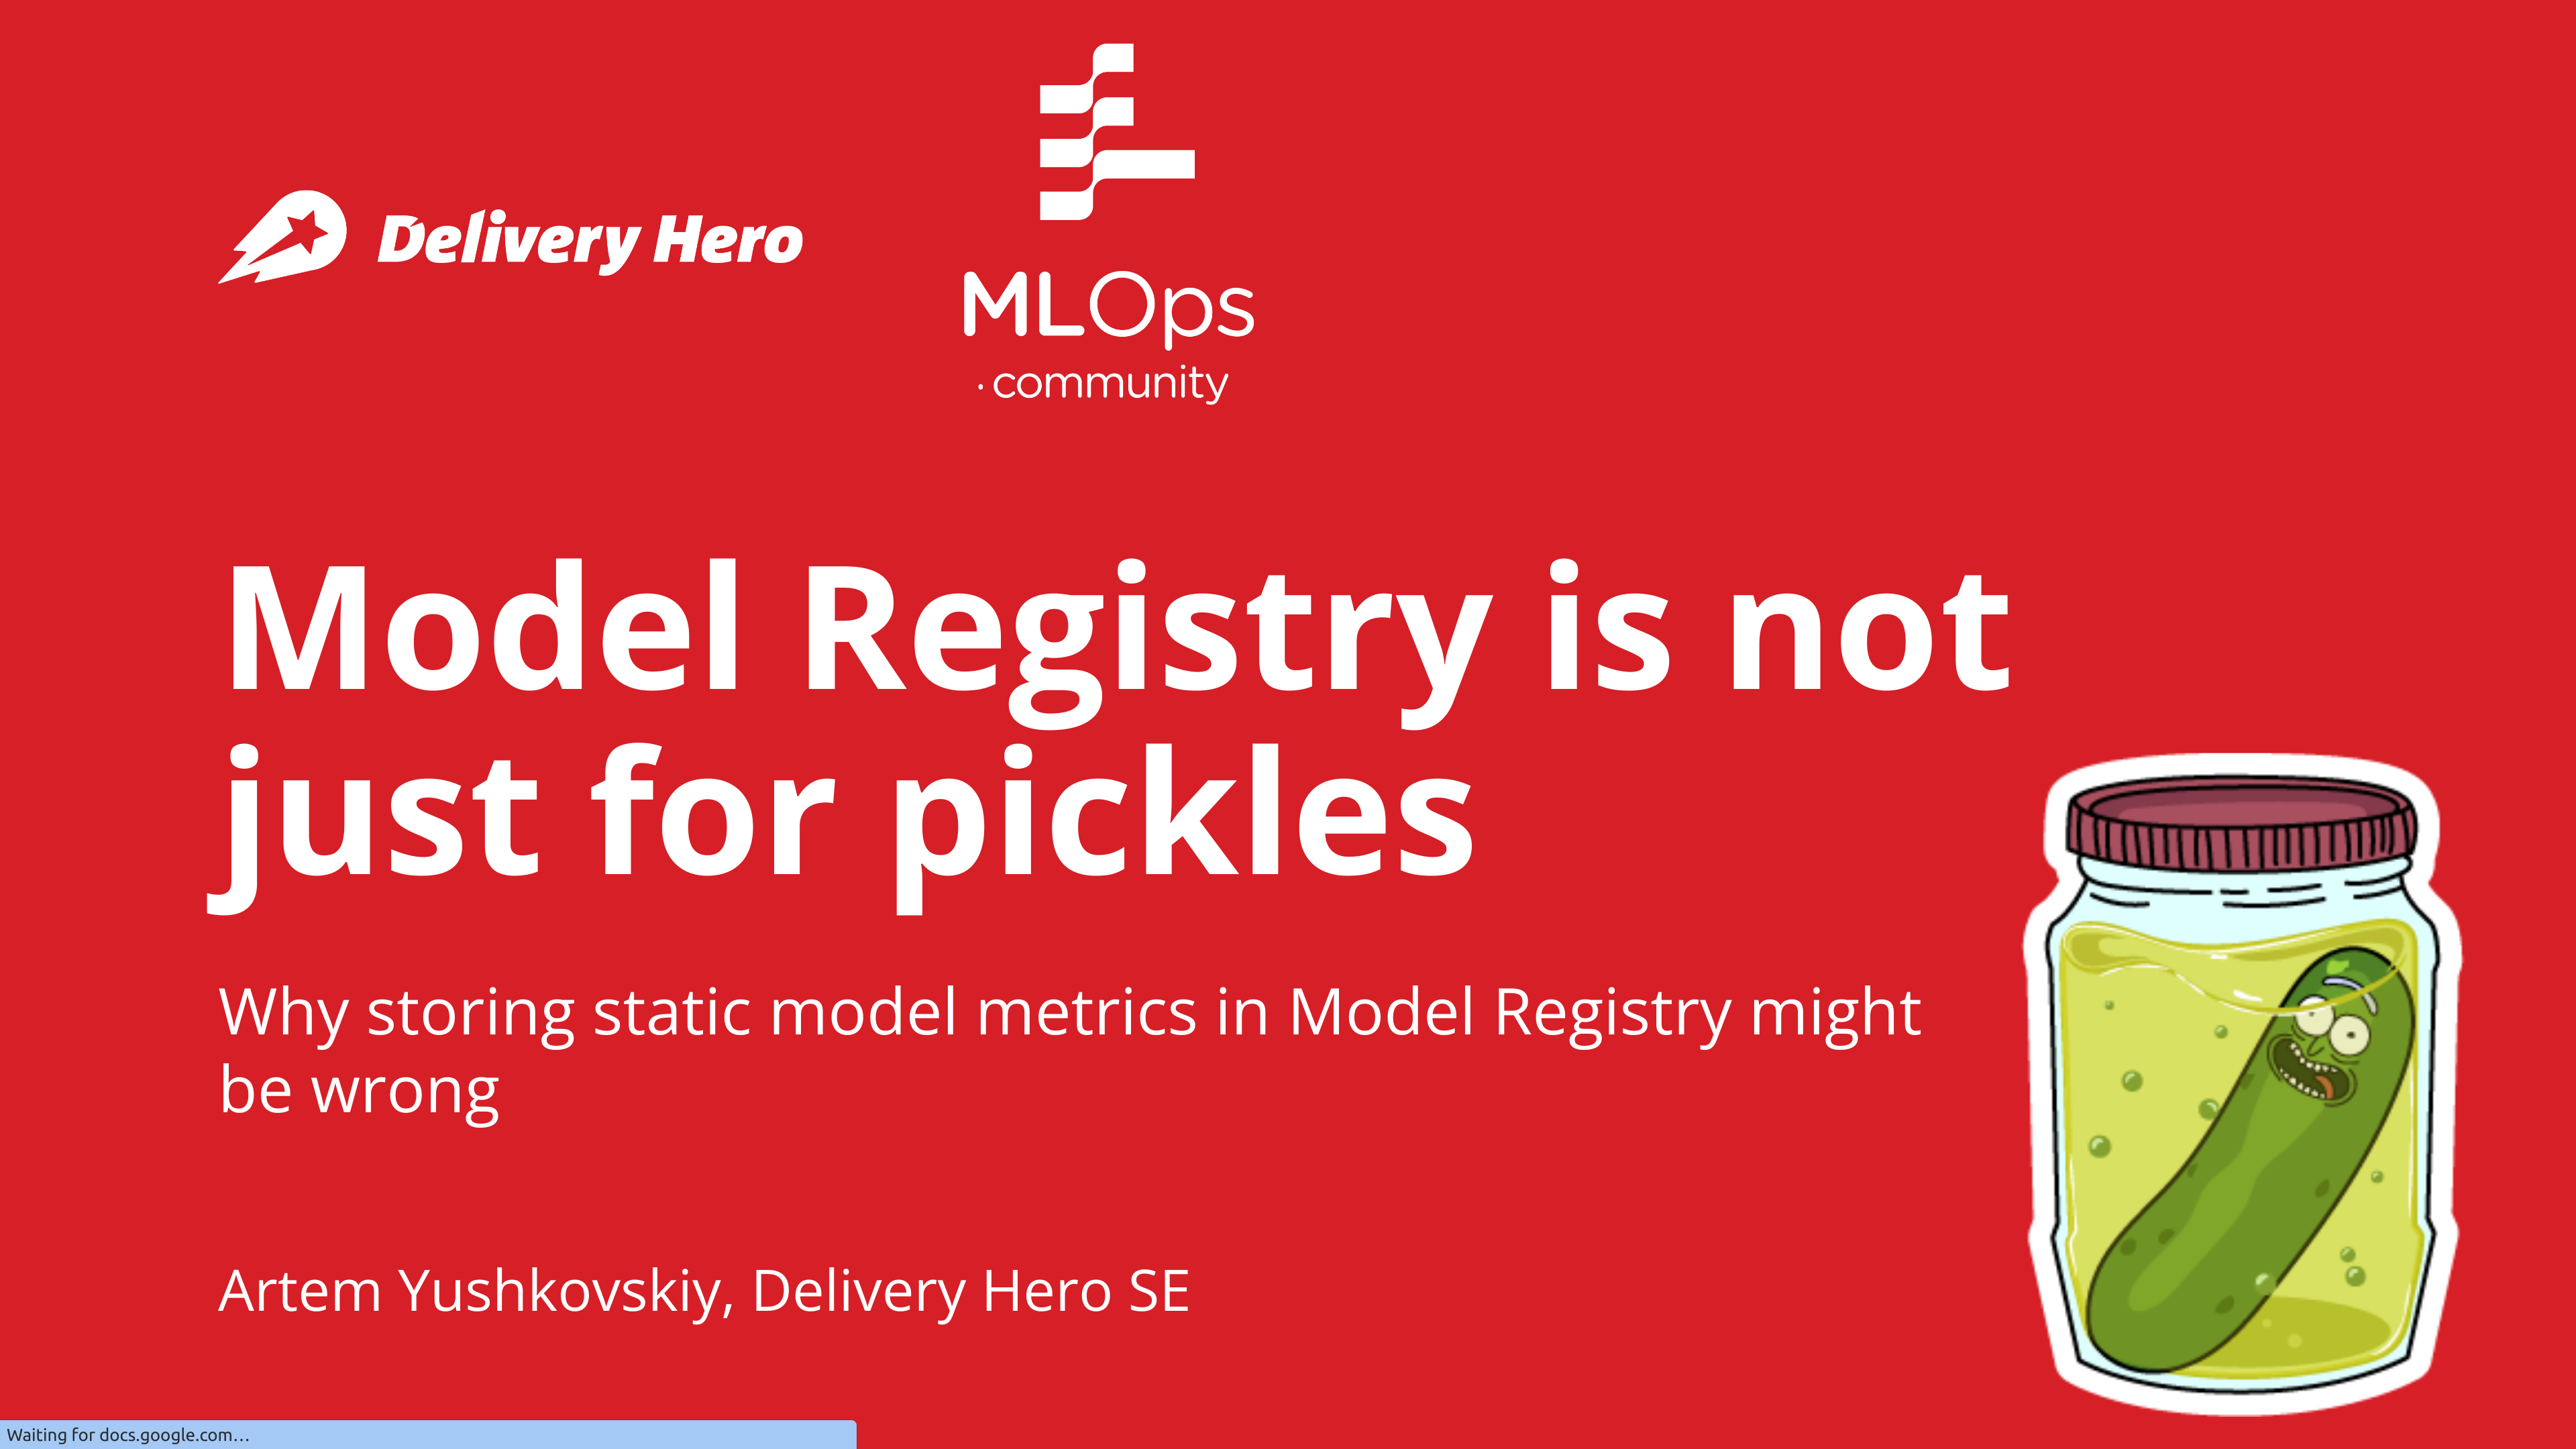 Delivery Hero
MLOps
·community
Model Registry is not
just for pickles
Why storing static model metrics in Model Registry might
be wrong
Artem Yushkovskiy, Delivery Hero SE
Waiting for docs.google.com…